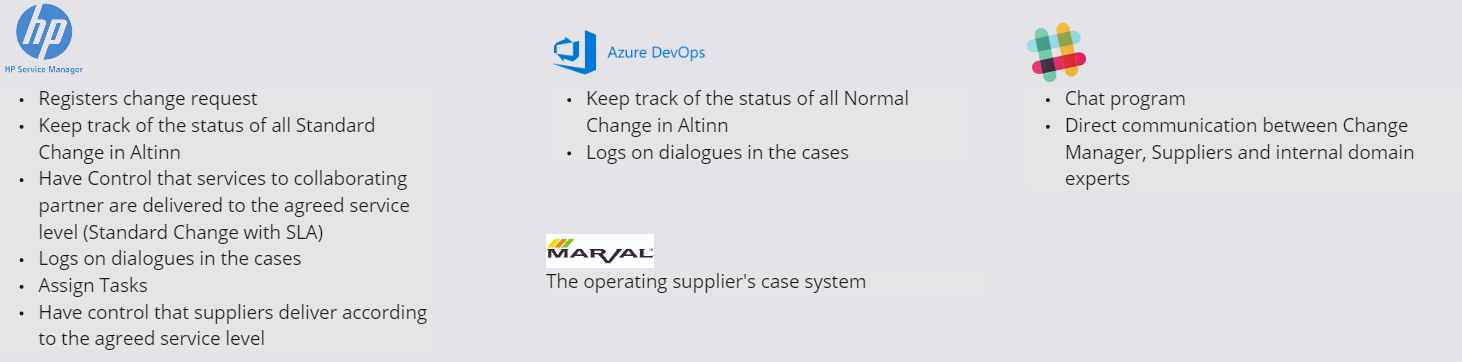 hp
HP Service Manager
• Registers change request
• Keep track of the status of all Standard
Change in Altinn
• Have Control that services to collaborating
partner are delivered to the agreed service
level (Standard Change with SLA)
• Logs on dialogues in the cases
• Assign Tasks
• Have control that suppliers deliver according
to the agreed service level
Azure DevOps
• Keep track of the status of all Normal
Change in Altinn
• Logs on dialogues in the cases
MARVAL
The operating supplier's case system
• Chat program
• Direct communication between Change
Manager, Suppliers and internal domain
experts